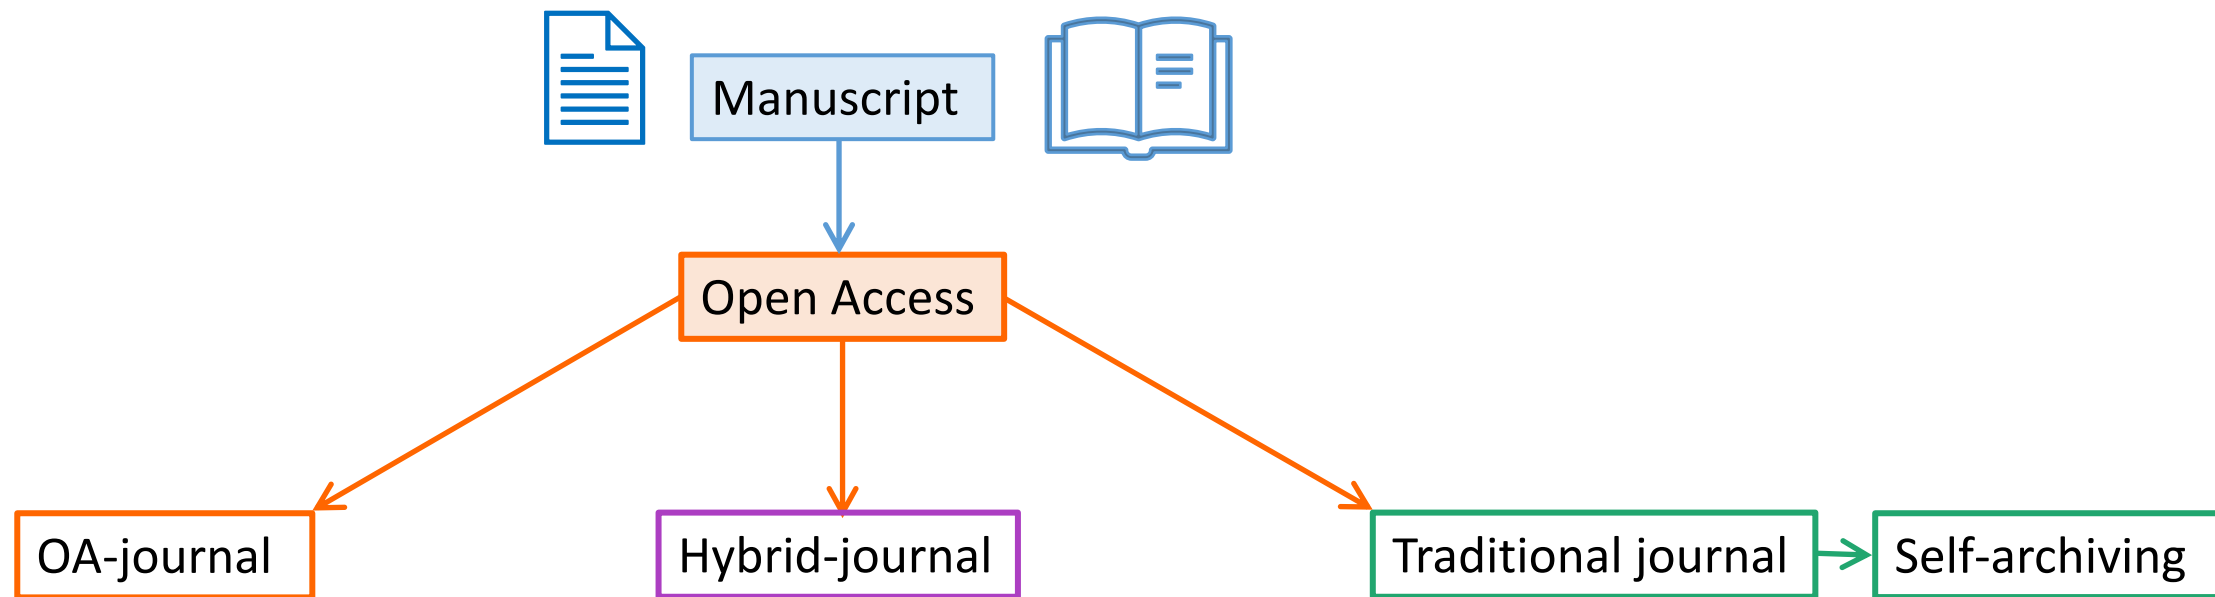 Manuscript
Open Access
OA-journal
Hybrid-journal
Traditional journal
Self-archiving